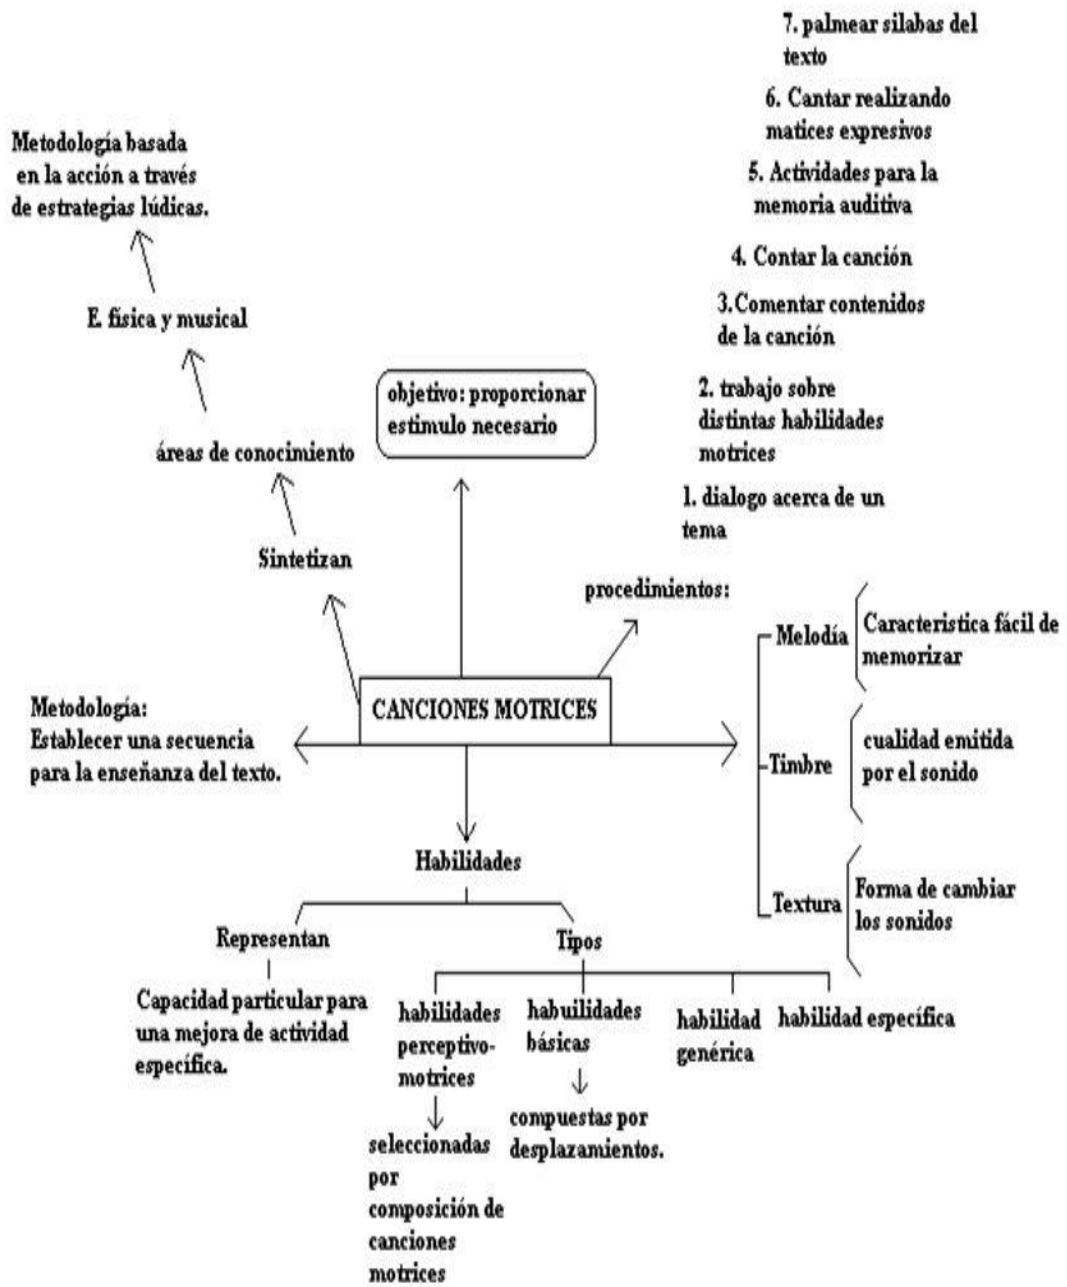 7. palmear silabas del
texto
6. Cantar realizando
matices expresivos
5. Actividades para la
memoria auditiva
4. Contar la canción
3.Comentar contenidos
de la canción
2. trabajo sobre
distintas habilidades
motrices
1. dialogo acerca de un
tema
procedimientos:
Metodología basada
en la acción a través
de estrategias lúdicas.
E. física y musical
áreas de conocimiento
Sintetizan
objetivo: proporcionar
estimulo necesario
CANCIONES MOTRICES
Metodología:
Establecer una secuencia
para la enseñanza del texto.
Melodía
Caracteristica fácil de
memorizar
Timbre
cualidad emitida
por el sonido
Textura
Forma de cambiar
los sonidos
Habilidades
Representan
Capacidad particular para
una mejora de actividad
específica.
Tipos
habilidades
perceptivo-
motrices
seleccionadas
por
composición de
canciones
motrices
habuilidades
básicas
compuestas por
desplazamientos.
habilidad
genérica
habilidad específica